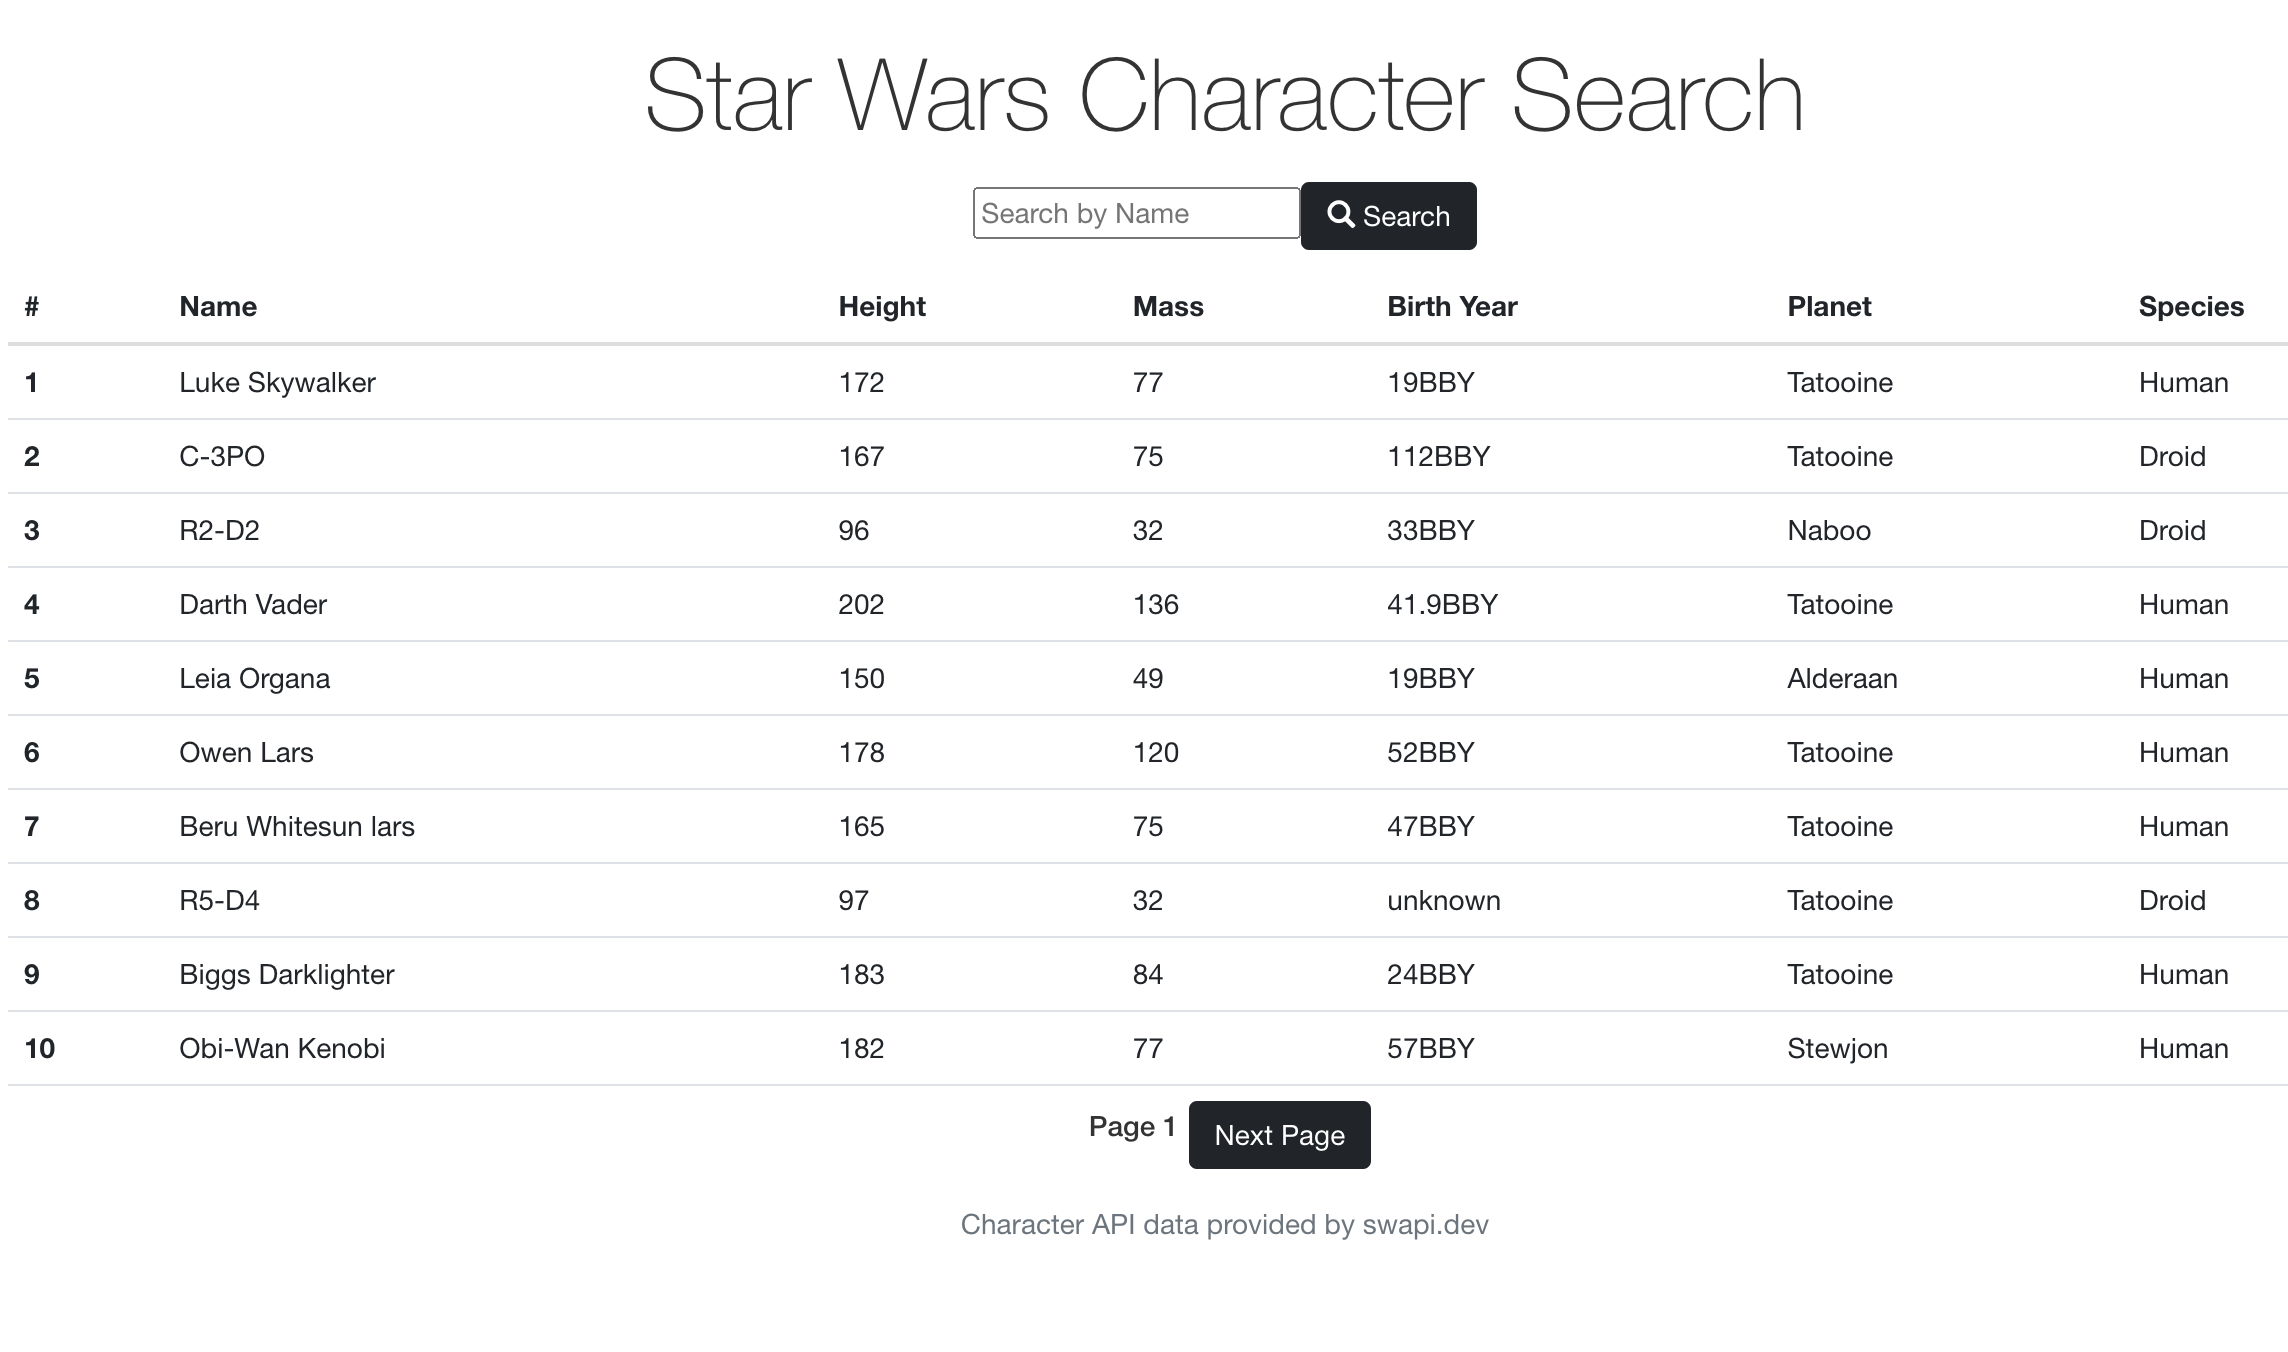 Star Wars Character Search
Search by Name Search
# Name Height Mass Birth Year Planet Species
1 Luke Skywalker 172 77 19BBY Tatooine Human
2 C-3PO 167 75 112BBY Tatooine Droid
3 R2-D2 96 32 33BBY Naboo Droid
4 Darth Vader 202 136 41.9BBY Tatooine Human
5 Leia Organa 150 49 19BBY Alderaan Human
6 Owen Lars 178 120 52BBY Tatooine Human
7 Beru Whitesun lars 165 75 47BBY Tatooine Human
8 R5-D4 97 32 unknown Tatooine Droid
9 Biggs Darklighter 183 84 24BBY Tatooine Human
10 Obi-Wan Kenobi 182 77 57BBY Stewjon Human
Page 1 Next Page
Character API data provided by swapi.dev